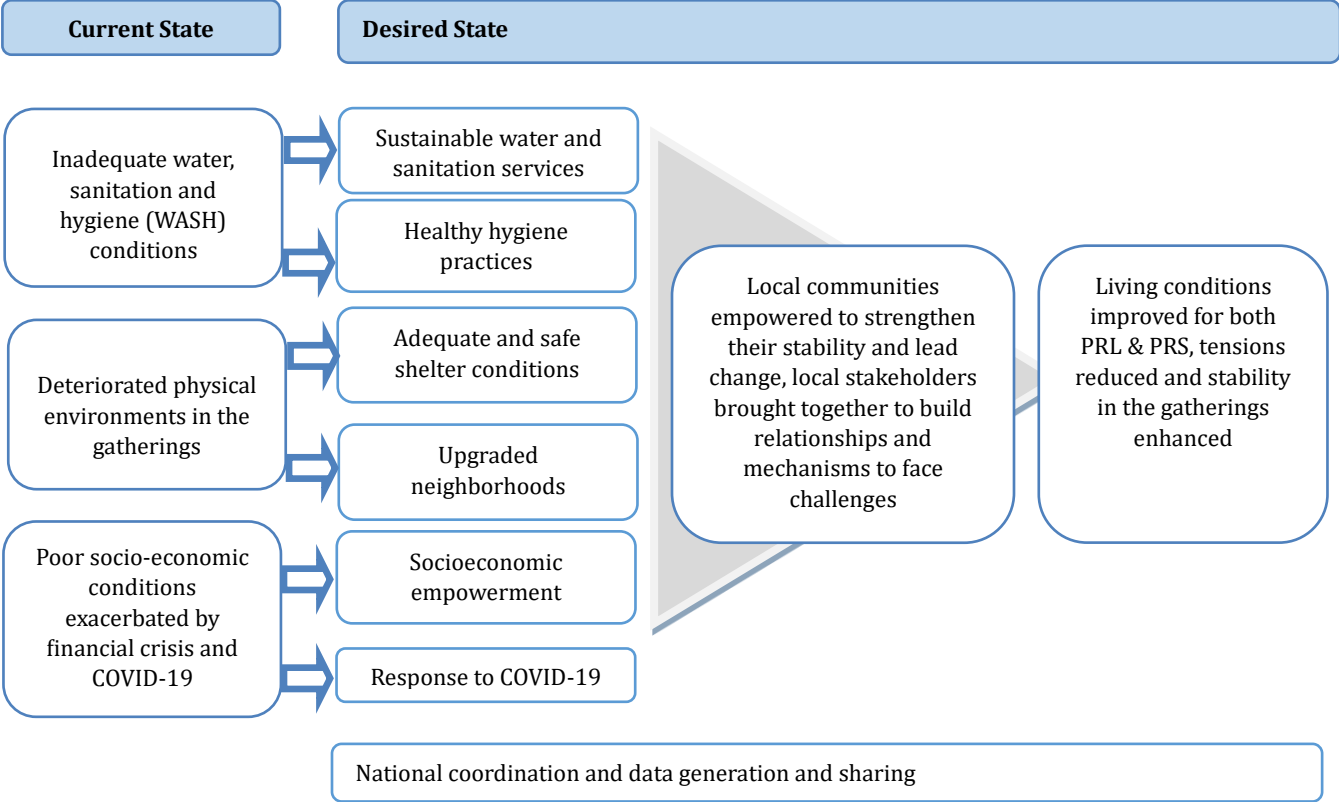 Current State
Desired State
Inadequate water,
sanitation and
hygiene (WASH)
conditions
Sustainable water and
sanitation services
Healthy hygiene
practices
Deteriorated physical
environments in the
gatherings
Adequate and safe
shelter conditions
Upgraded
neighborhoods
Poor socio-economic
conditions
exacerbated by
financial crisis and
COVID-19
Socioeconomic
empowerment
Response to COVID-19
Local communities
empowered to strengthen
their stability and lead
change, local stakeholders
brought together to build
relationships and
mechanisms to face
challenges
Living conditions
improved for both
PRL & PRS, tensions
reduced and stability
in the gatherings
enhanced
National coordination and data generation and sharing